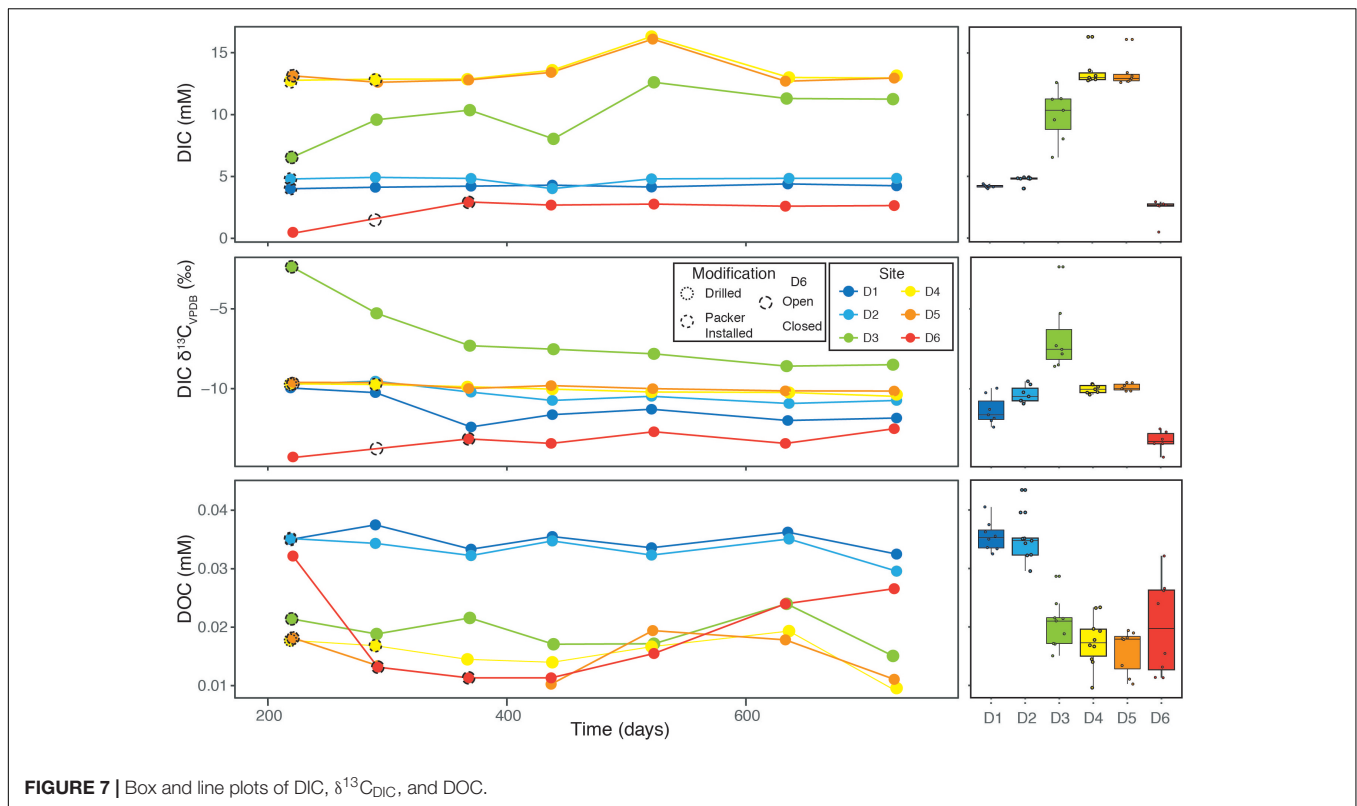 DIC (mM)
15
10
5
0
DIC δ¹³C_VPDB (‰)
−5
−10
Modification
Drilled
Packer
Installed
D6
Open
Closed
Site
D1
D2
D3
D4
D5
D6
DOC (mM)
0.04
0.03
0.02
0.01
200
400
600
Time (days)
D1 D2 D3 D4 D5 D6
FIGURE 7 | Box and line plots of DIC, δ¹³C_DIC, and DOC.